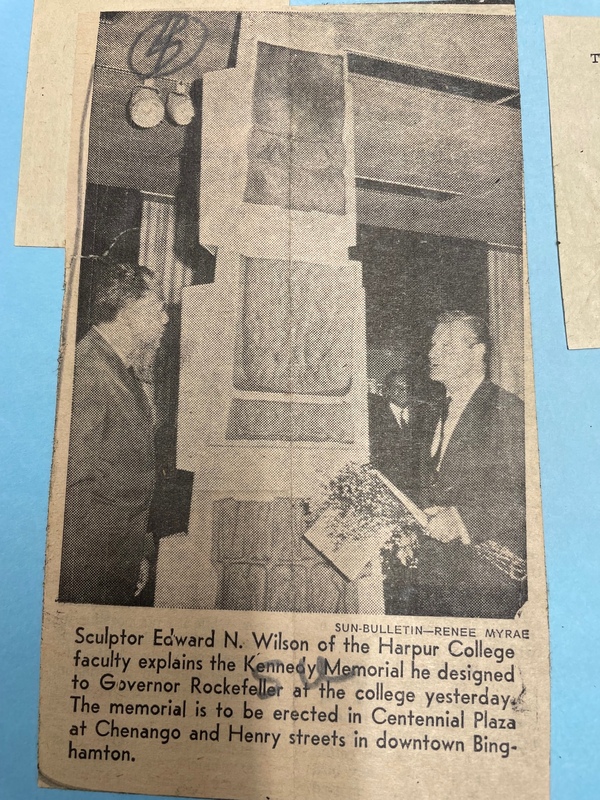 T
SUN-BULLETIN—RENEE MYRAE
Sculptor Edward N. Wilson of the Harpur College
faculty explains the Kennedy Memorial he designed
to Governor Rockefeller at the college yesterday.
The memorial is to be erected in Centennial Plaza
at Chenango and Henry streets in downtown Bing-
hamton.